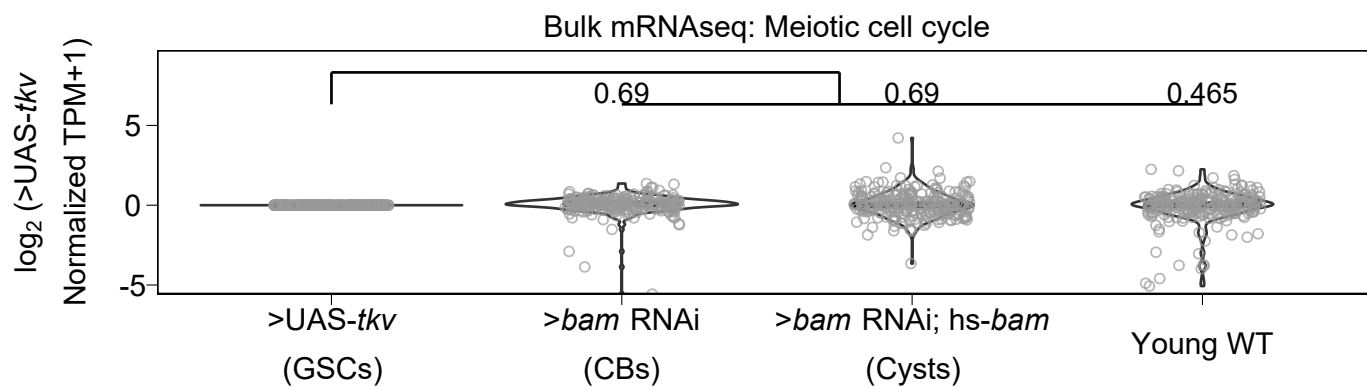 Bulk mRNAseq: Meiotic cell cycle
log₂ (>UAS-tkv
Normalized TPM+1)
0.69
0.69
0.465
5
0
-5
>UAS-tkv
(GSCs)
>bam RNAi
(CBs)
>bam RNAi; hs-bam
(Cysts)
Young WT